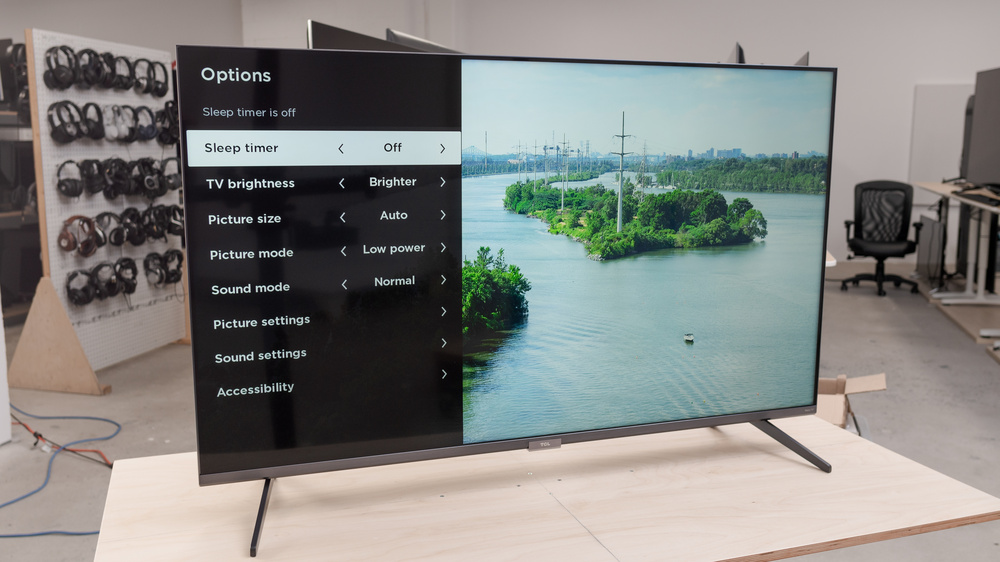 Options
Sleep timer is off
Sleep timer < Off >
TV brightness < Brighter >
Picture size < Auto >
Picture mode < Low power >
Sound mode < Normal >
Picture settings >
Sound settings >
Accessibility >
TCL